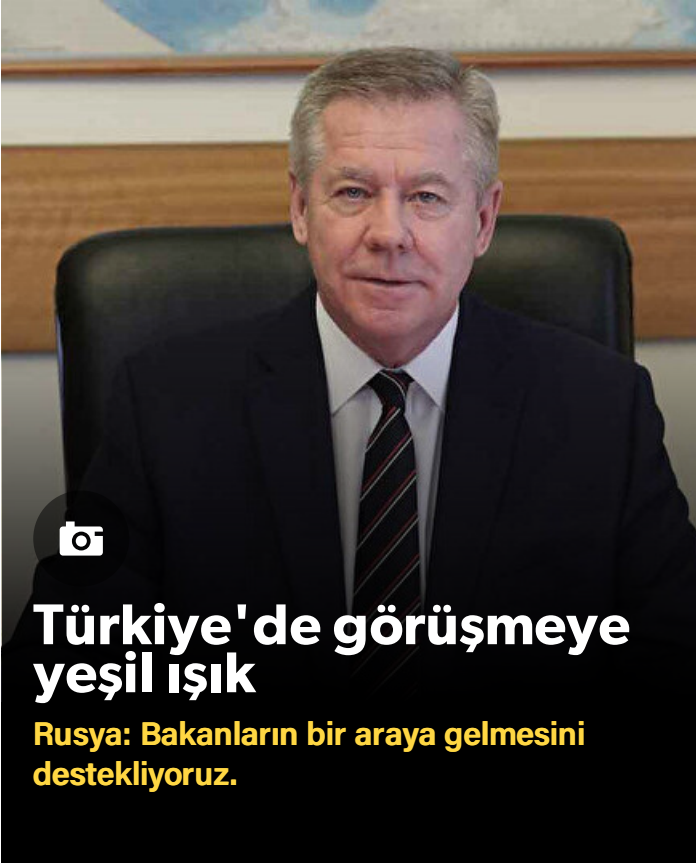 Türkiye'de görüşmeye
yeşil ışık
Rusya: Bakanların bir araya gelmesini
destekliyoruz.